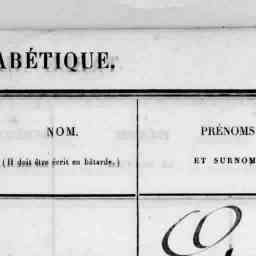 ABÉTIQUE.
NOM.
(Il doit être écrit en bâtarde.)
PRÉNOMS
ET SURNOM